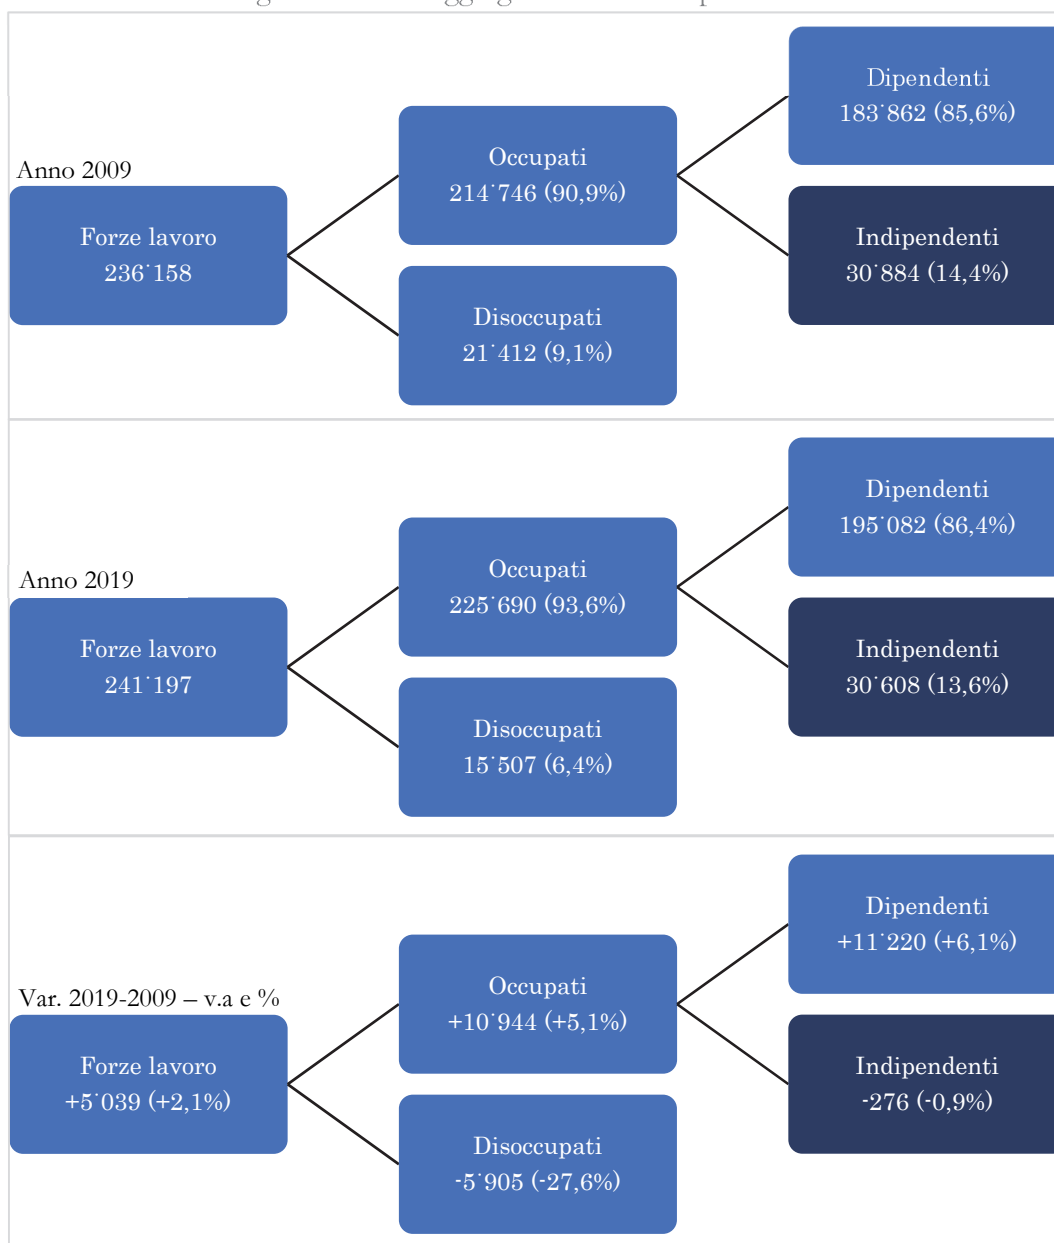 Anno 2009
Forze lavoro
236˙158
Occupati
214˙746 (90,9%)
Disoccupati
21˙412 (9,1%)
Dipendenti
183˙862 (85,6%)
Indipendenti
30˙884 (14,4%)
Anno 2019
Forze lavoro
241˙197
Occupati
225˙690 (93,6%)
Disoccupati
15˙507 (6,4%)
Dipendenti
195˙082 (86,4%)
Indipendenti
30˙608 (13,6%)
Var. 2019-2009 – v.a e %
Forze lavoro
+5˙039 (+2,1%)
Occupati
+10˙944 (+5,1%)
Disoccupati
-5˙905 (-27,6%)
Dipendenti
+11˙220 (+6,1%)
Indipendenti
-276 (-0,9%)